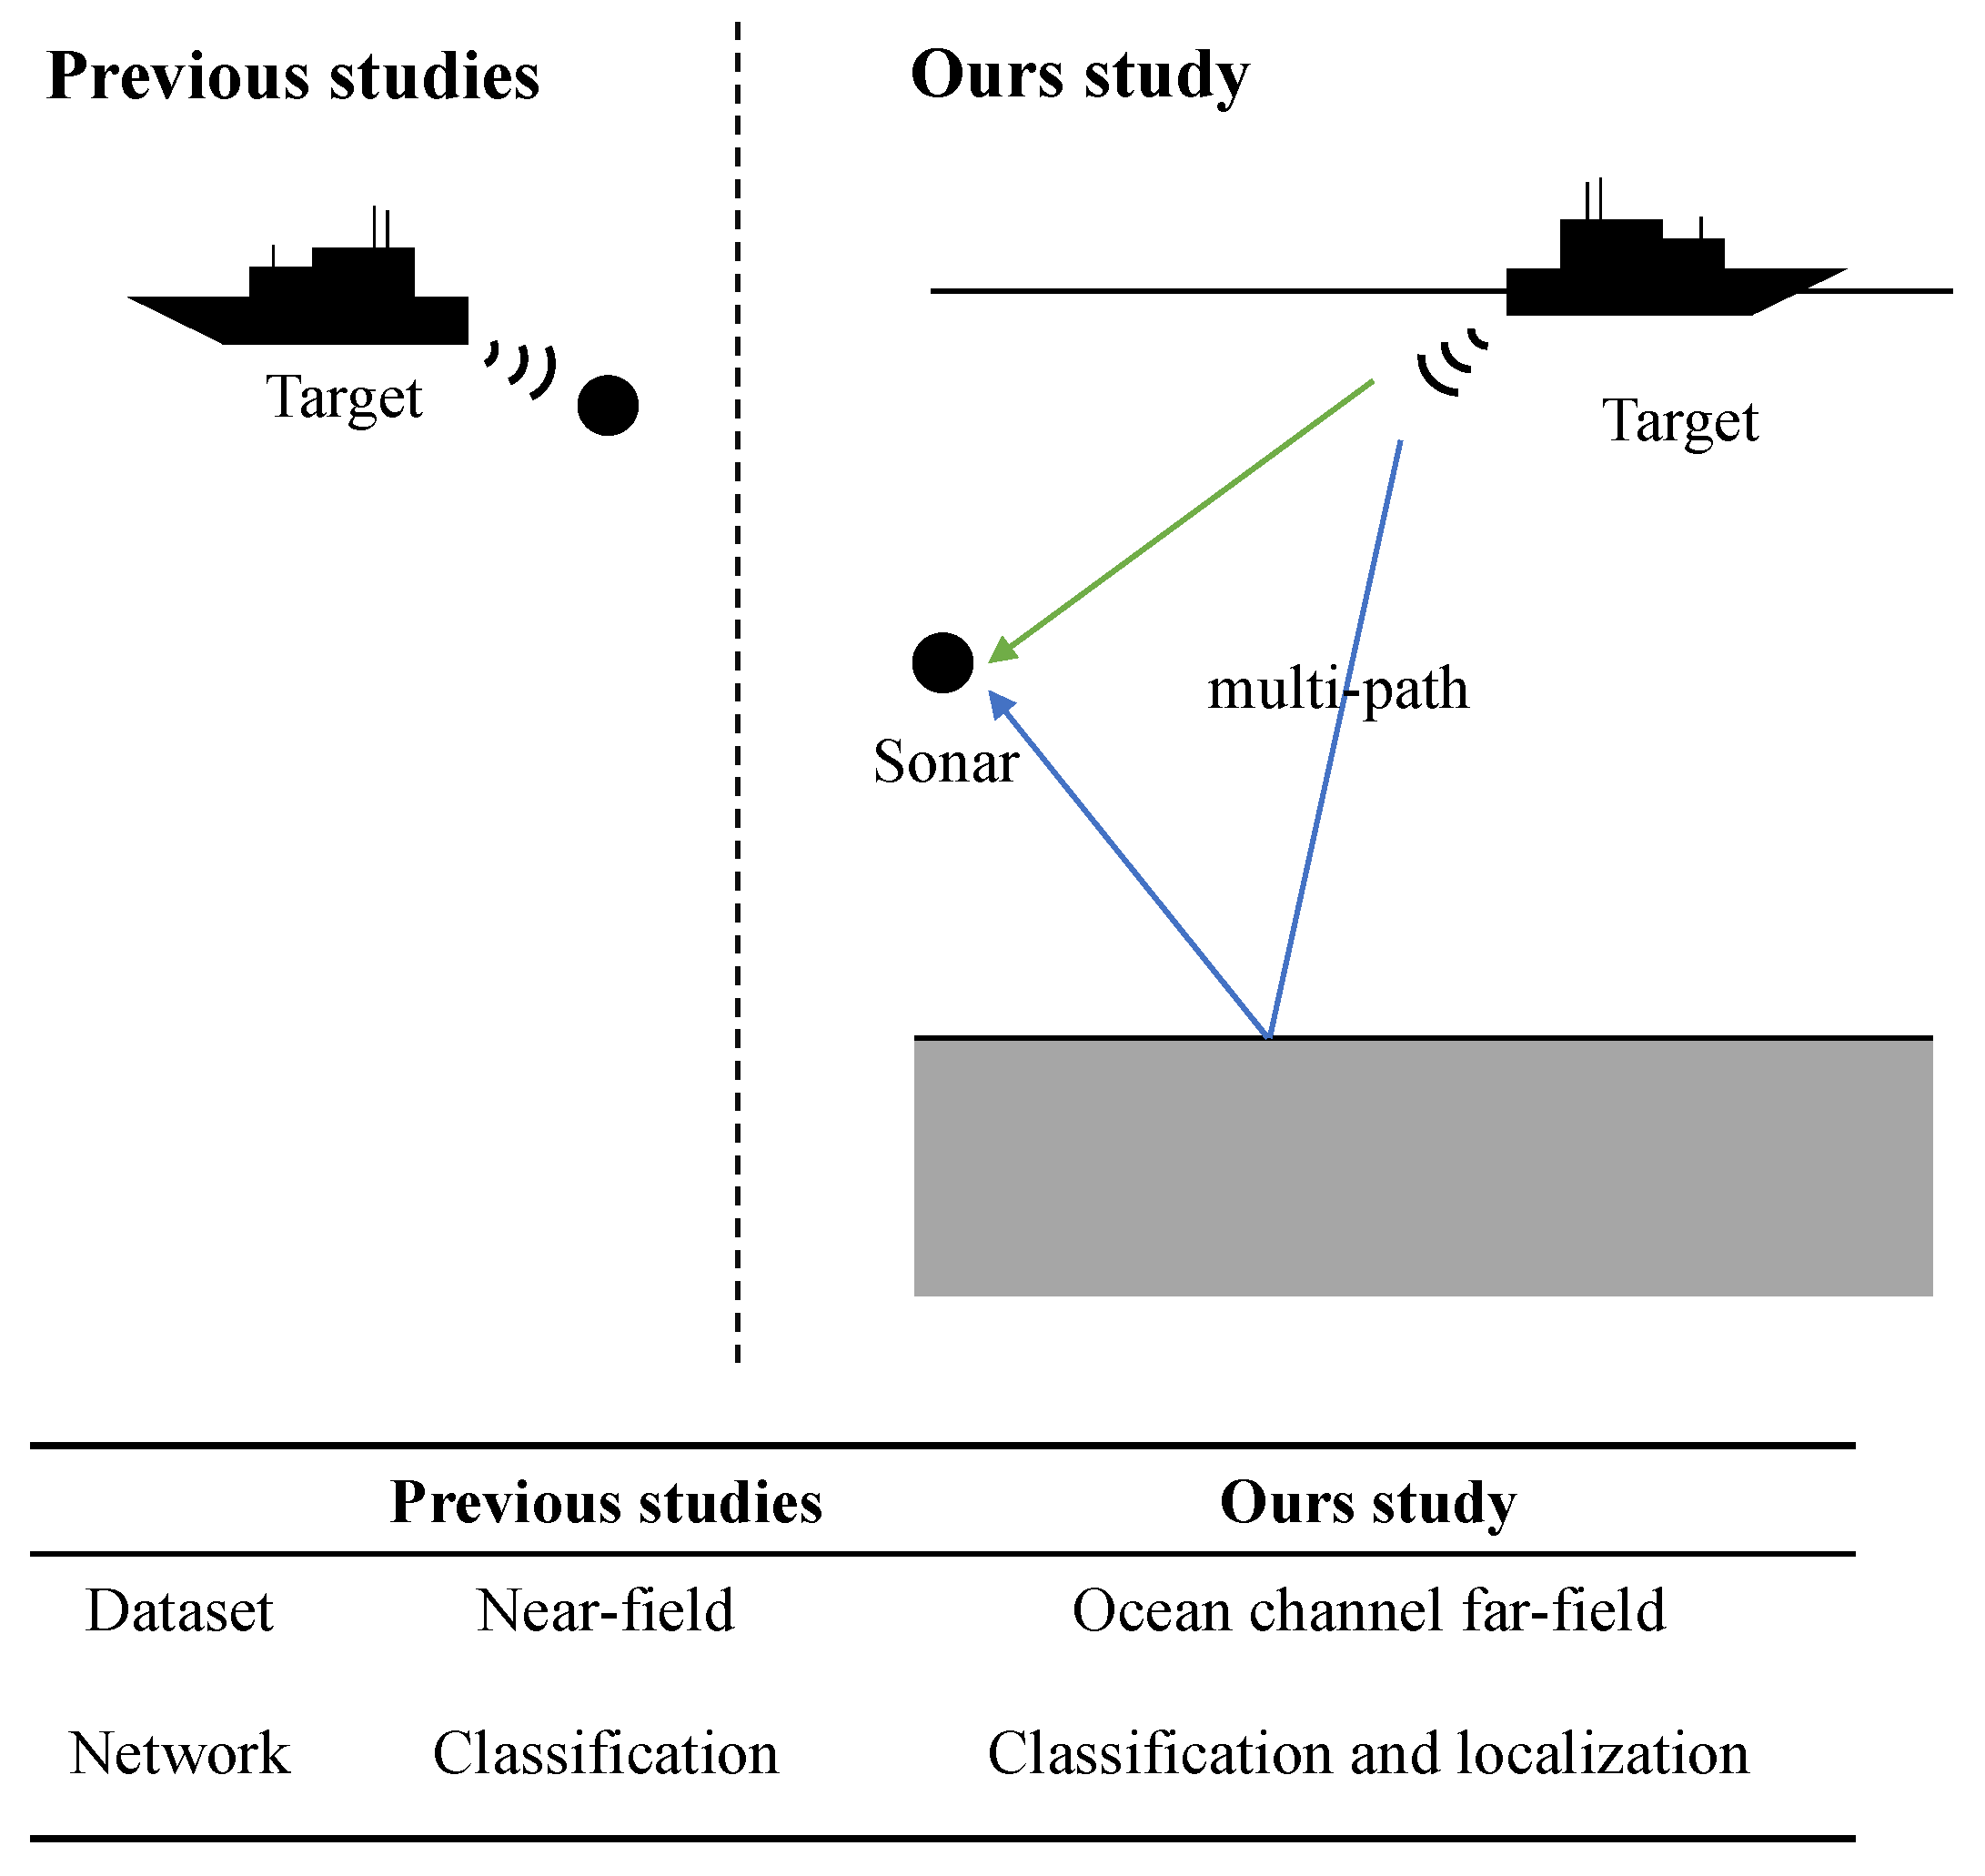 Previous studies
Ours study
Target
Target
multi-path
Sonar
Previous studies Ours study
Dataset Near-field Ocean channel far-field
Network Classification Classification and localization